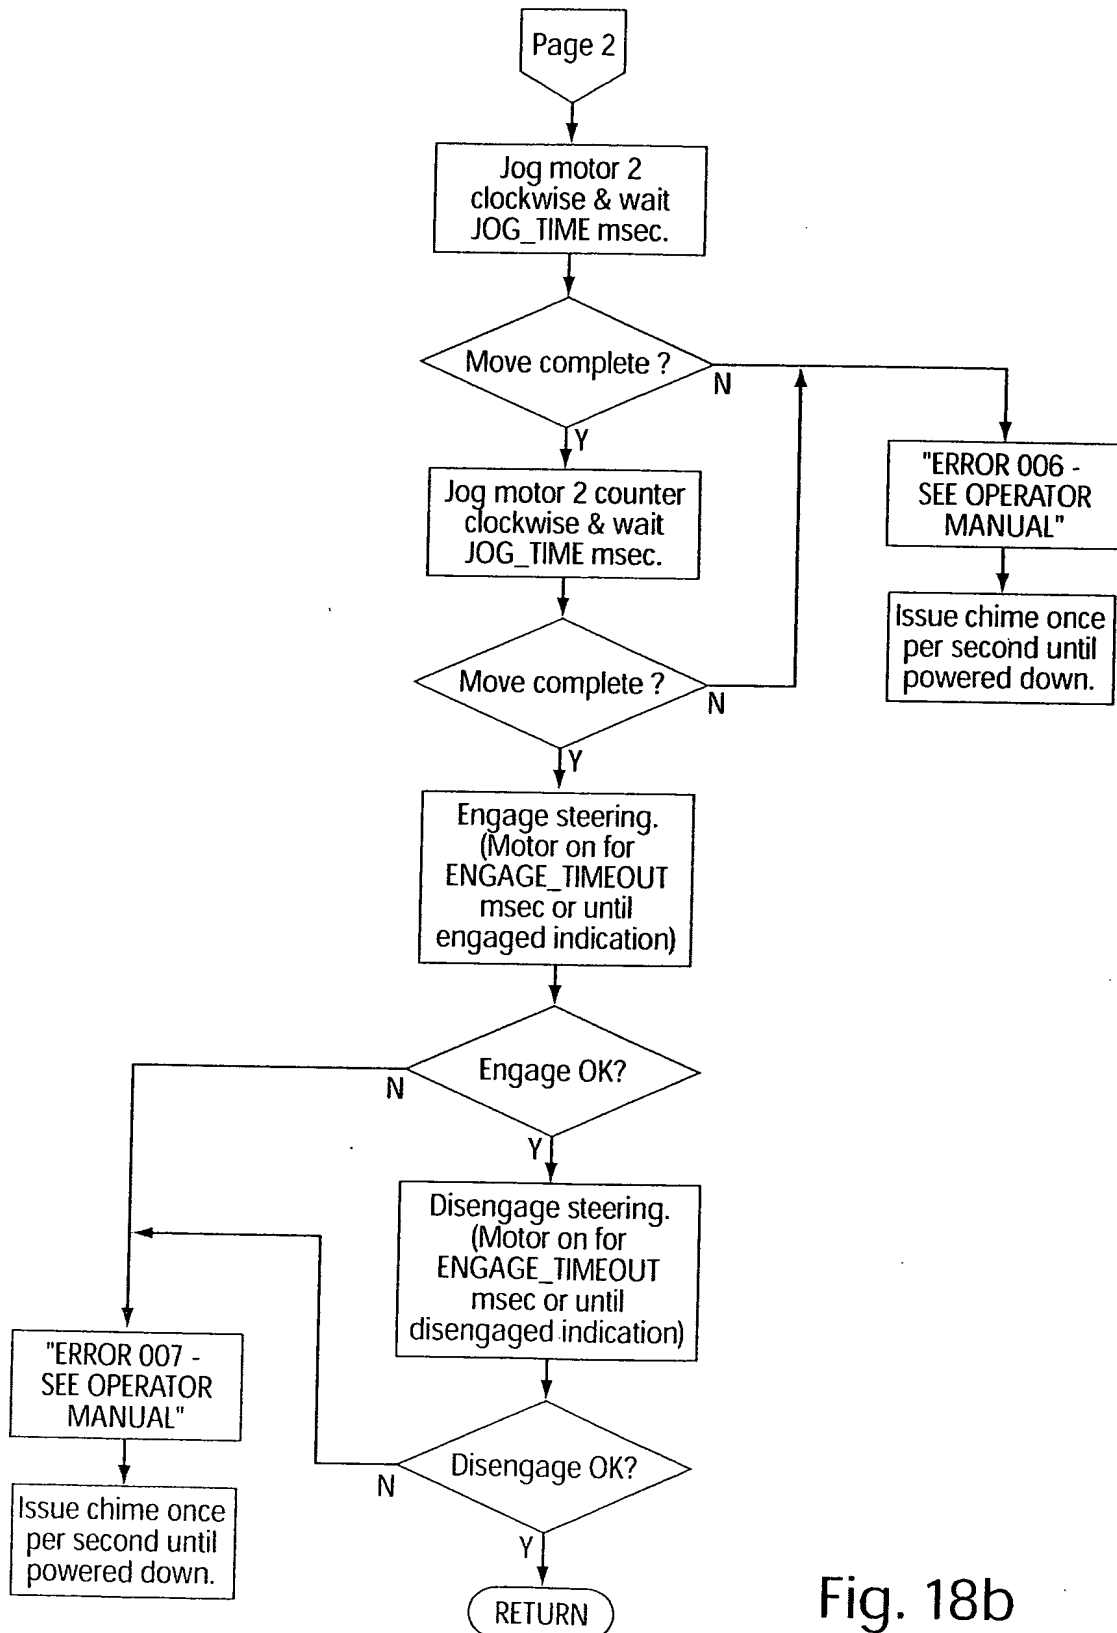 Page 2
Jog motor 2
clockwise & wait
JOG_TIME msec.
Move complete ?
N
Y
"ERROR 006 -
SEE OPERATOR
MANUAL"
Jog motor 2 counter
clockwise & wait
JOG_TIME msec.
Issue chime once
per second until
powered down.
Move complete ?
N
Y
Engage steering.
(Motor on for
ENGAGE_TIMEOUT
msec or until
engaged indication)
Engage OK?
N
Y
Disengage steering.
(Motor on for
ENGAGE_TIMEOUT
msec or until
disengaged indication)
"ERROR 007 -
SEE OPERATOR
MANUAL"
Disengage OK?
N
Issue chime once
per second until
powered down.
Y
RETURN
Fig. 18b